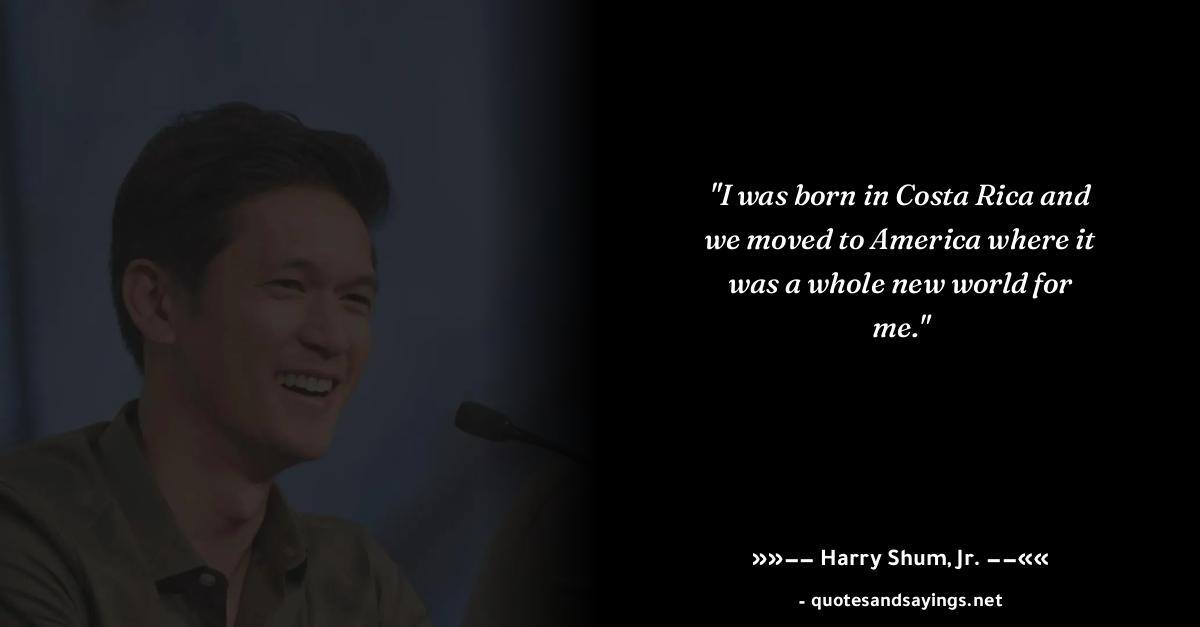 "I was born in Costa Rica and
we moved to America where it
was a whole new world for
me."
»»−− Harry Shum, Jr. −−««
- quotesandsayings.net